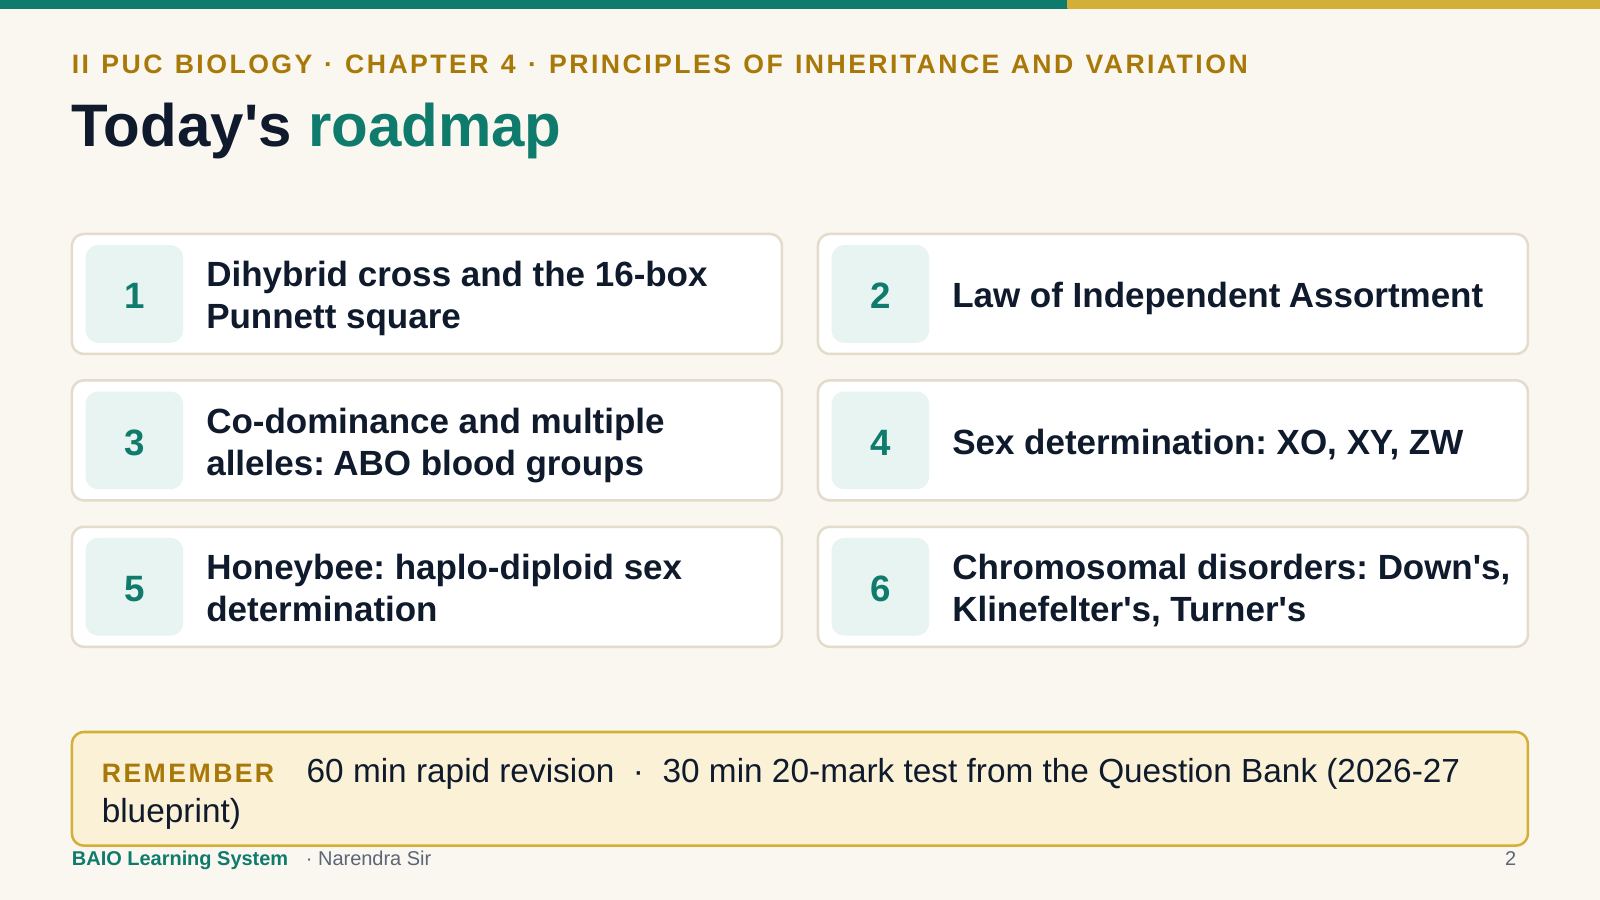 II PUC BIOLOGY · CHAPTER 4 · PRINCIPLES OF INHERITANCE AND VARIATION
Today's roadmap
1
Dihybrid cross and the 16-box
Punnett square
2
Law of Independent Assortment
3
Co-dominance and multiple
alleles: ABO blood groups
4
Sex determination: XO, XY, ZW
5
Honeybee: haplo-diploid sex
determination
6
Chromosomal disorders: Down's,
Klinefelter's, Turner's
REMEMBER 60 min rapid revision · 30 min 20-mark test from the Question Bank (2026-27
blueprint)
BAIO Learning System · Narendra Sir
2